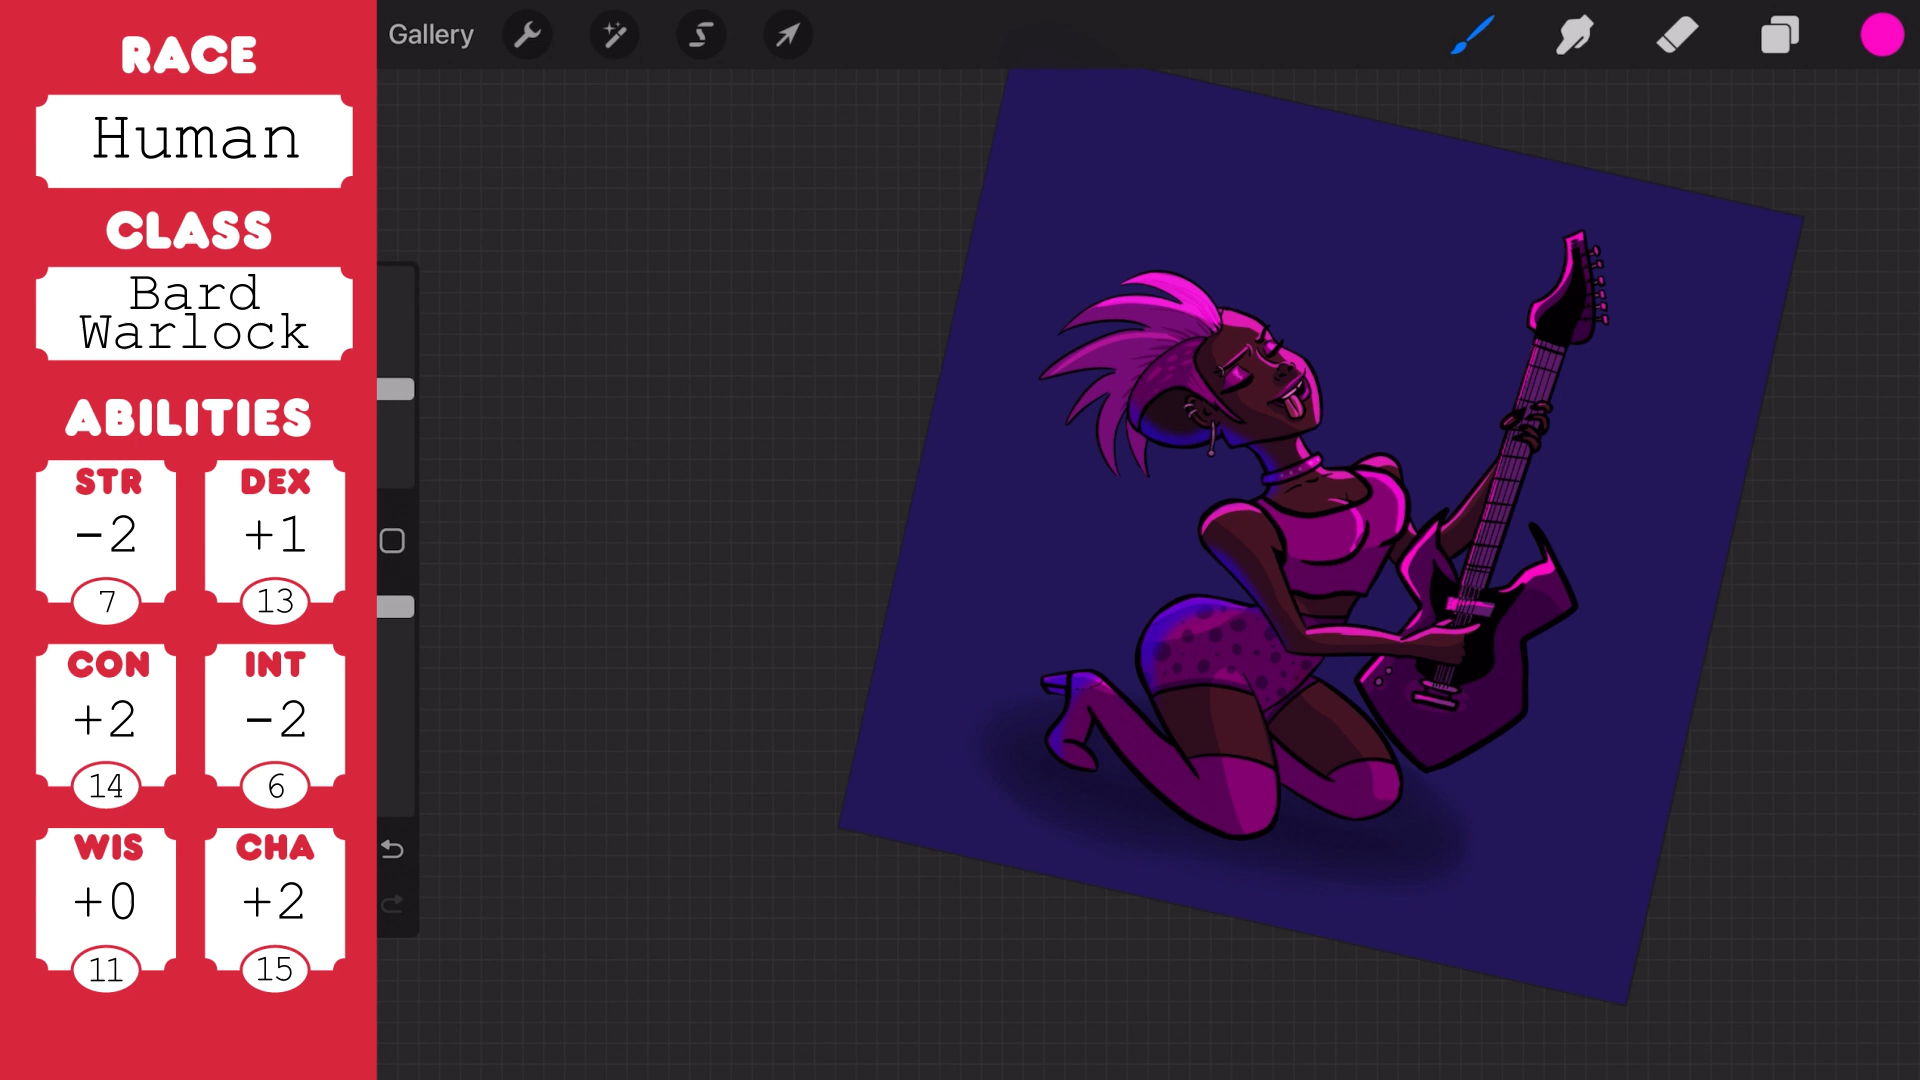 Gallery
RACE
Human
CLASS
Bard
Warlock
ABILITIES
STR
-2
7
DEX
+1
13
CON
+2
14
INT
-2
6
WIS
+0
11
CHA
+2
15